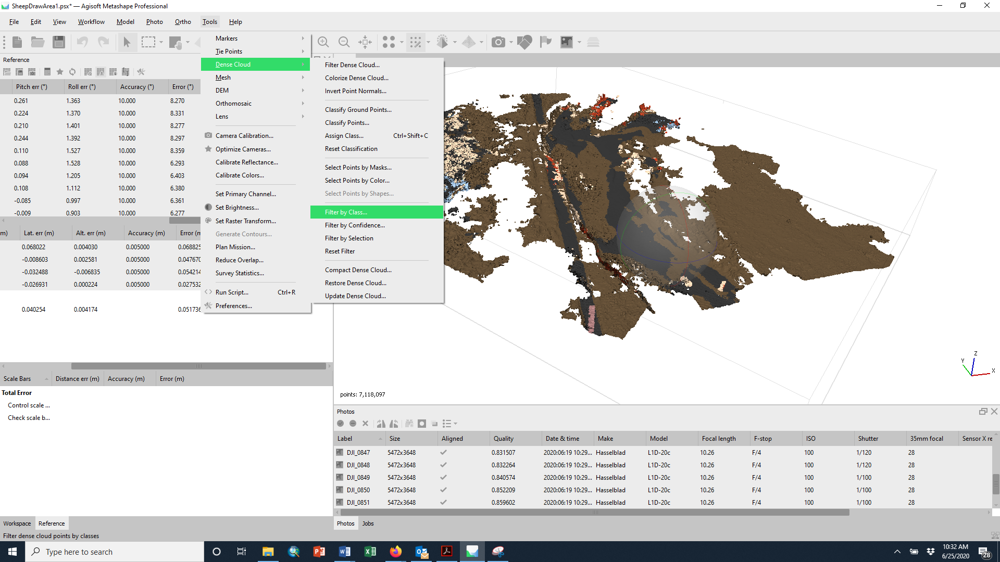 SheepDrawArea1.psx* — Agisoft Metashape Professional
File Edit View Workflow Model Photo Ortho Tools Help
Reference
Pitch err (°) Roll err (°) Accuracy (°) Error (°)
0.261 1.363 10.000 8.270
0.224 1.370 10.000 8.331
0.210 1.401 10.000 8.277
0.244 1.392 10.000 8.297
0.110 1.527 10.000 8.359
0.088 1.528 10.000 6.293
0.094 1.205 10.000 6.403
0.108 1.112 10.000 6.380
-0.085 0.997 10.000 6.361
-0.009 0.903 10.000 6.277
m) Lat. err (m) Alt. err (m) Accuracy (m) Error (m
0.068022 0.004030 0.005000 0.068825
-0.008603 0.002581 0.005000 0.047670
-0.032488 -0.006835 0.005000 0.054214
-0.026931 0.000224 0.005000 0.027532
0.040254 0.004174 0.051736
Scale Bars Distance err (m) Accuracy (m) Error (m)
Total Error
Control scale ...
Check scale b...
Workspace Reference
Filter dense cloud points by classes
Markers
Tie Points
Dense Cloud
Mesh
DEM
Orthomosaic
Lens
Camera Calibration...
Optimize Cameras...
Calibrate Reflectance...
Calibrate Colors...
Set Primary Channel...
Set Brightness...
Set Raster Transform...
Generate Contours...
Plan Mission...
Reduce Overlap...
Survey Statistics...
Run Script... Ctrl+R
Preferences...
Filter Dense Cloud...
Colorize Dense Cloud...
Invert Point Normals...
Classify Ground Points...
Classify Points...
Assign Class... Ctrl+Shift+C
Reset Classification
Select Points by Masks...
Select Points by Color...
Select Points by Shapes...
Filter by Class...
Filter by Confidence...
Filter by Selection
Reset Filter
Compact Dense Cloud...
Restore Dense Cloud...
Update Dense Cloud...
Z
Y
X
points: 7,118,097
Photos
Label Size Aligned Quality Date & time Make Model Focal length F-stop ISO Shutter 35mm focal Sensor X re
DJI_0847 5472x3648 0.831507 2020:06:19 10:29... Hasselblad L1D-20c 10.26 F/4 100 1/120 28
DJI_0848 5472x3648 0.832264 2020:06:19 10:29... Hasselblad L1D-20c 10.26 F/4 100 1/120 28
DJI_0849 5472x3648 0.840574 2020:06:19 10:29... Hasselblad L1D-20c 10.26 F/4 100 1/100 28
DJI_0850 5472x3648 0.852209 2020:06:19 10:29... Hasselblad L1D-20c 10.26 F/4 100 1/100 28
DJI_0851 5472x3648 0.859602 2020:06:19 10:29... Hasselblad L1D-20c 10.26 F/4 100 1/100 28
Photos Jobs
Type here to search
10:32 AM
6/25/2020
28